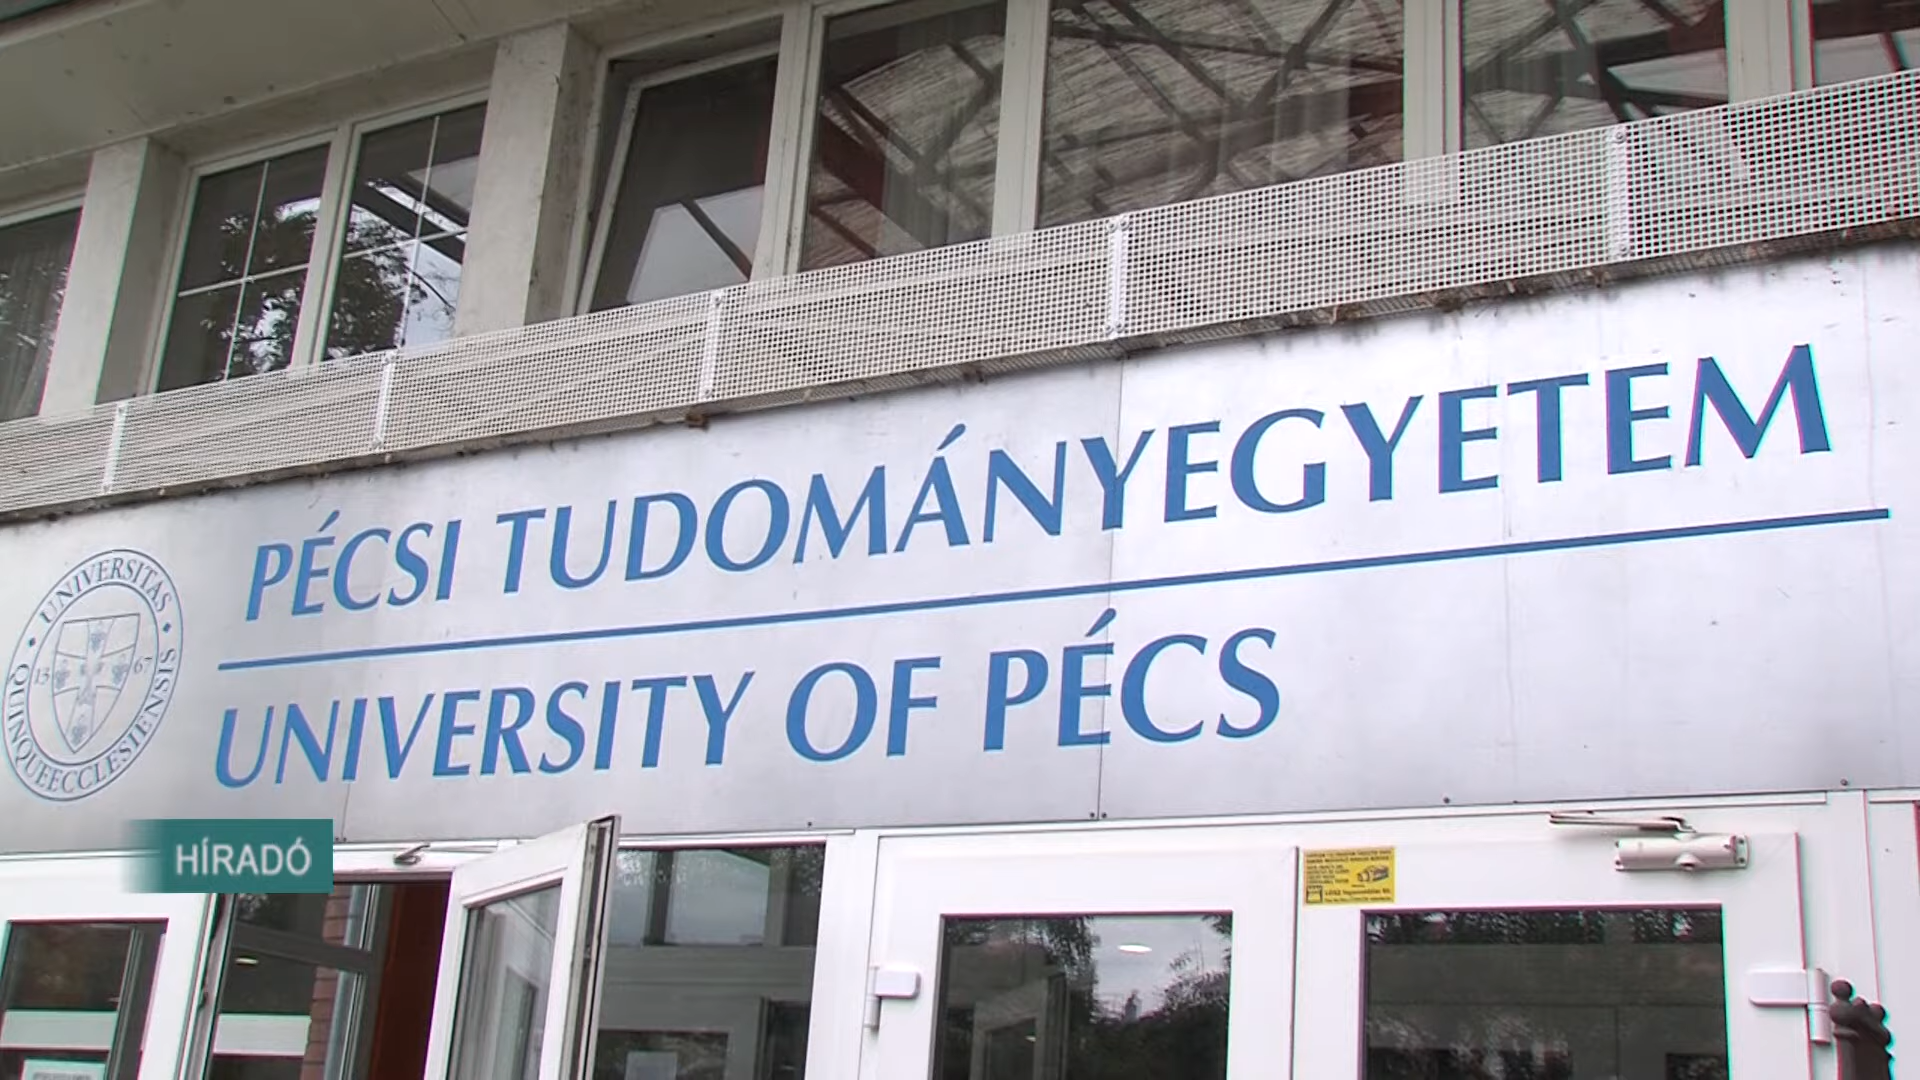 PÉCSI TUDOMÁNYEGYETEM
UNIVERSITY OF PÉCS
UNIVERSITAS
QUINQUEECCLESIENSIS
13 67
HÍRADÓ